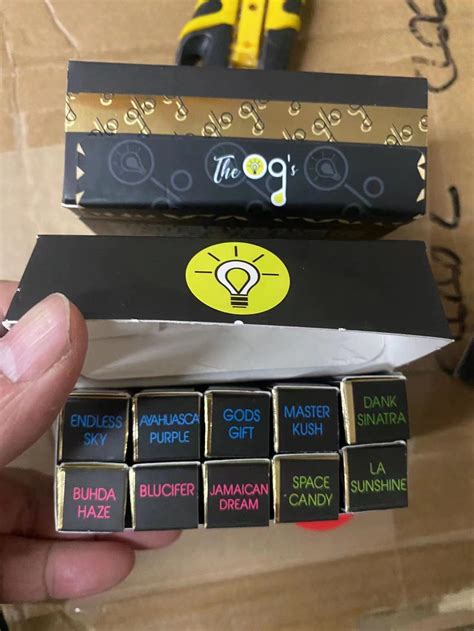 The Og's
ENDLESS SKY
AYAHUASCA PURPLE
GODS GIFT
MASTER KUSH
DANK SINATRA
BUHDA HAZE
BLUCIFER
JAMAICAN DREAM
SPACE CANDY
LA SUNSHINE